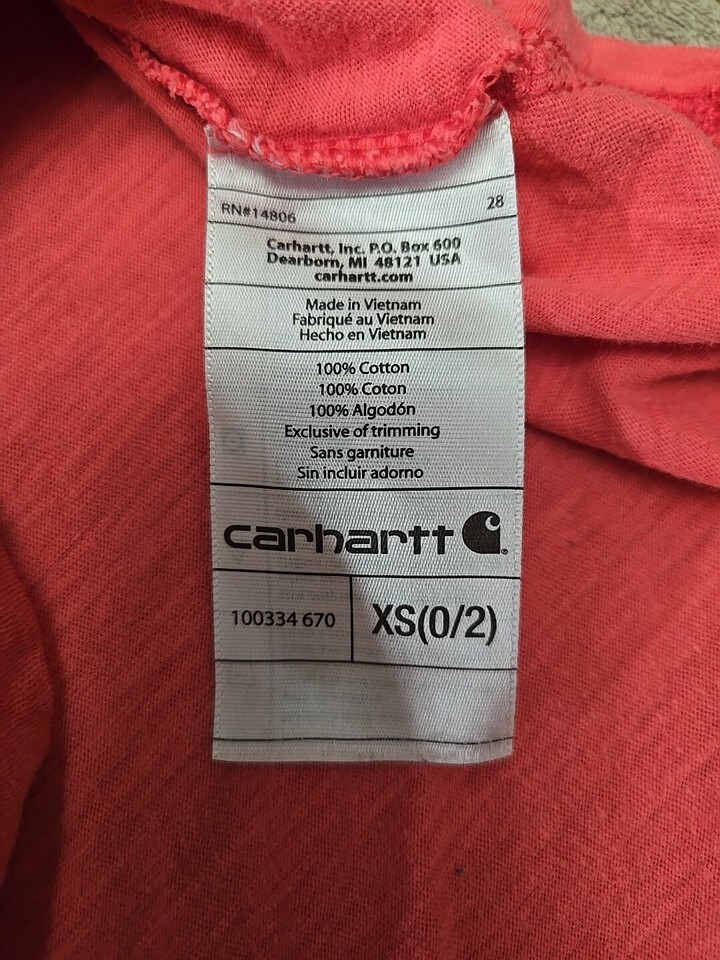 RN#14806 28
Carhartt, Inc. P.O. Box 600
Dearborn, MI 48121 USA
carhartt.com
Made in Vietnam
Fabriqué au Vietnam
Hecho en Vietnam
100% Cotton
100% Coton
100% Algodón
Exclusive of trimming
Sans garniture
Sin incluir adorno
carhartt
100334 670 XS(0/2)